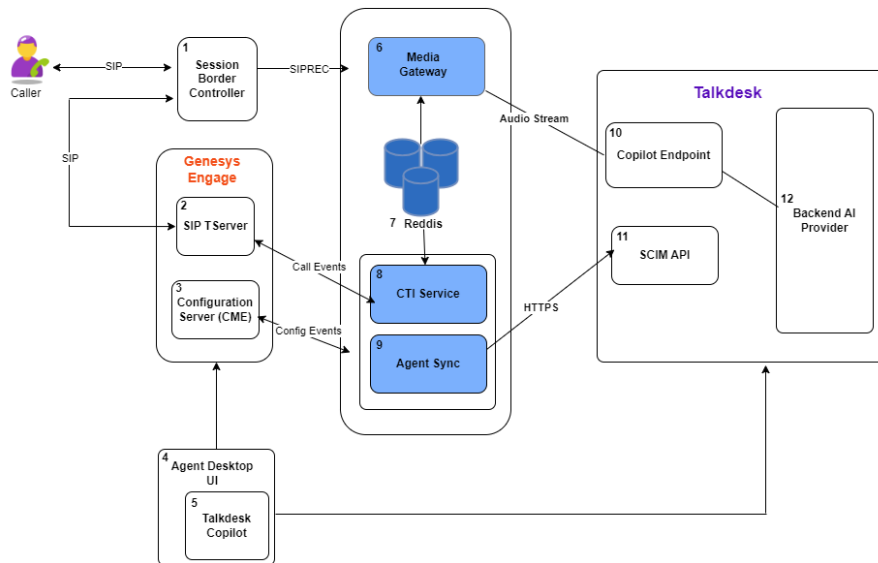 Caller
SIP
1
Session
Border
Controller
SIPREC
6
Media
Gateway
Audio Stream
Talkdesk
10
Copilot Endpoint
12
Backend AI
Provider
SIP
Genesys
Engage
2
SIP TServer
7 Reddis
11
SCIM API
Call Events
8
CTI Service
3
Configuration
Server (CME)
Config Events
HTTPS
9
Agent Sync
4
Agent Desktop
UI
5
Talkdesk
Copilot